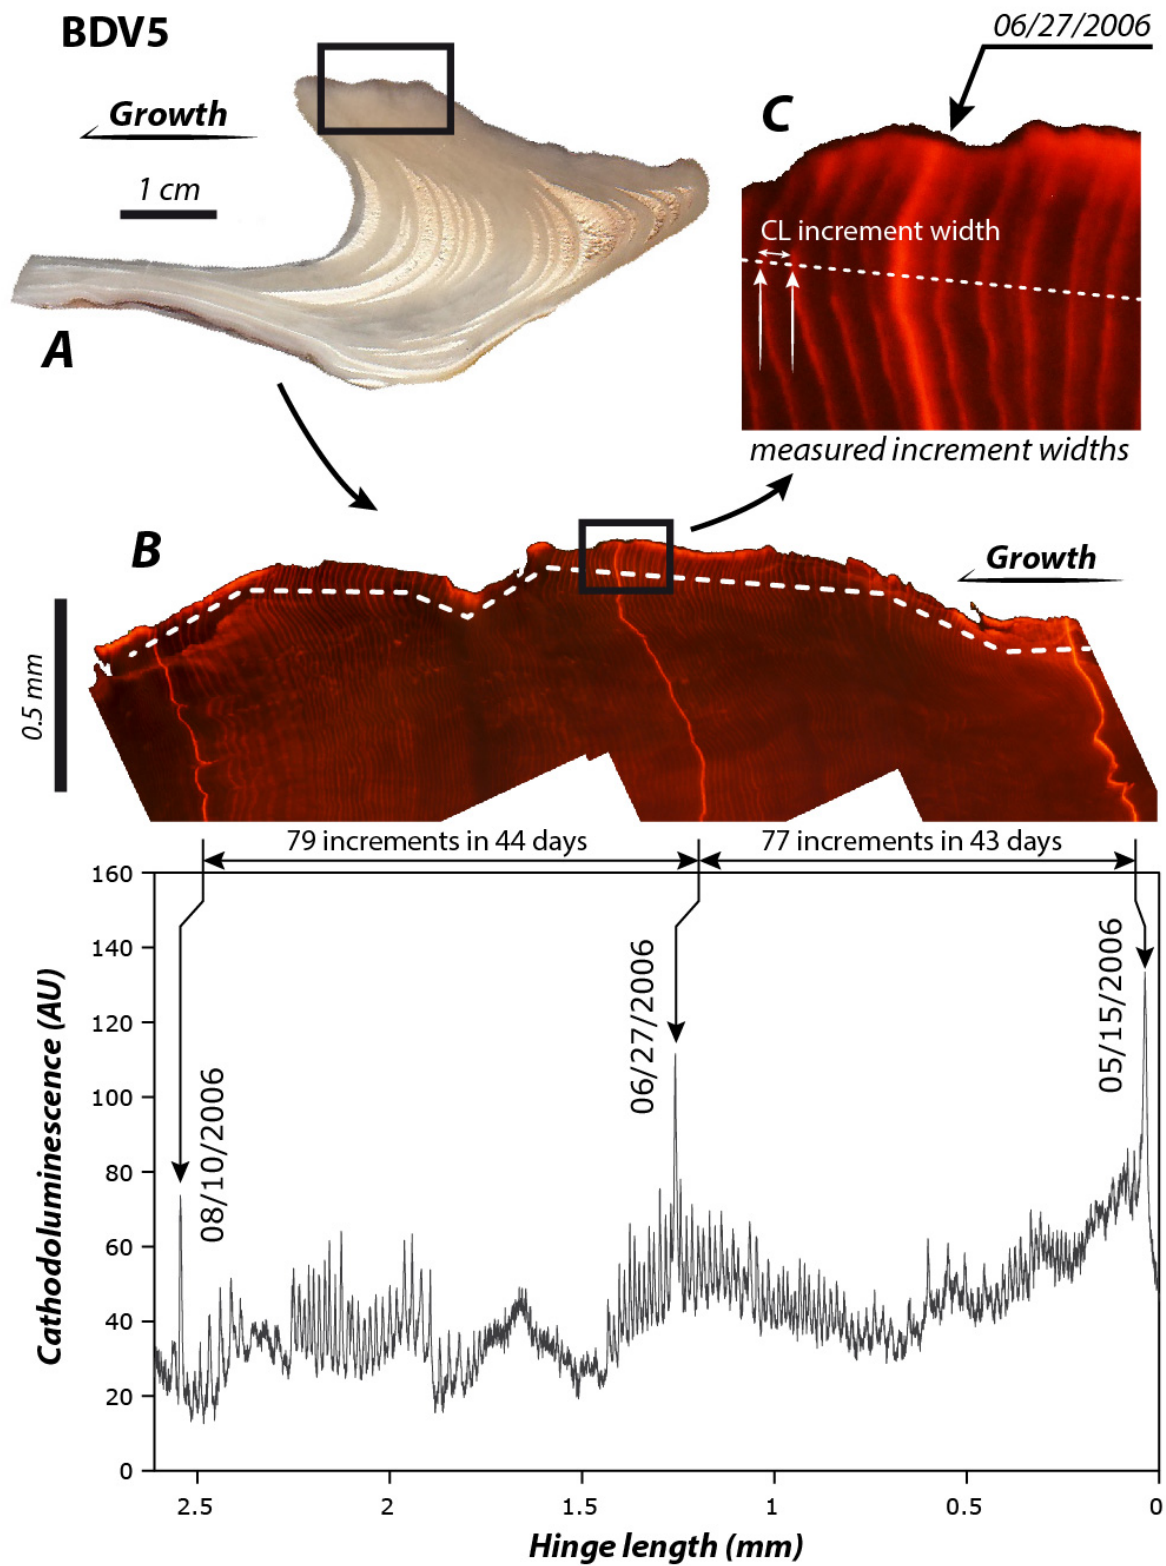 BDV5
06/27/2006
Growth
C
1 cm
CL increment width
A
measured increment widths
B
Growth
0.5 mm
79 increments in 44 days
77 increments in 43 days
160
140
120
100
80
60
40
20
0
Cathodoluminescence (AU)
08/10/2006
06/27/2006
05/15/2006
2.5
2
1.5
1
0.5
0
Hinge length (mm)